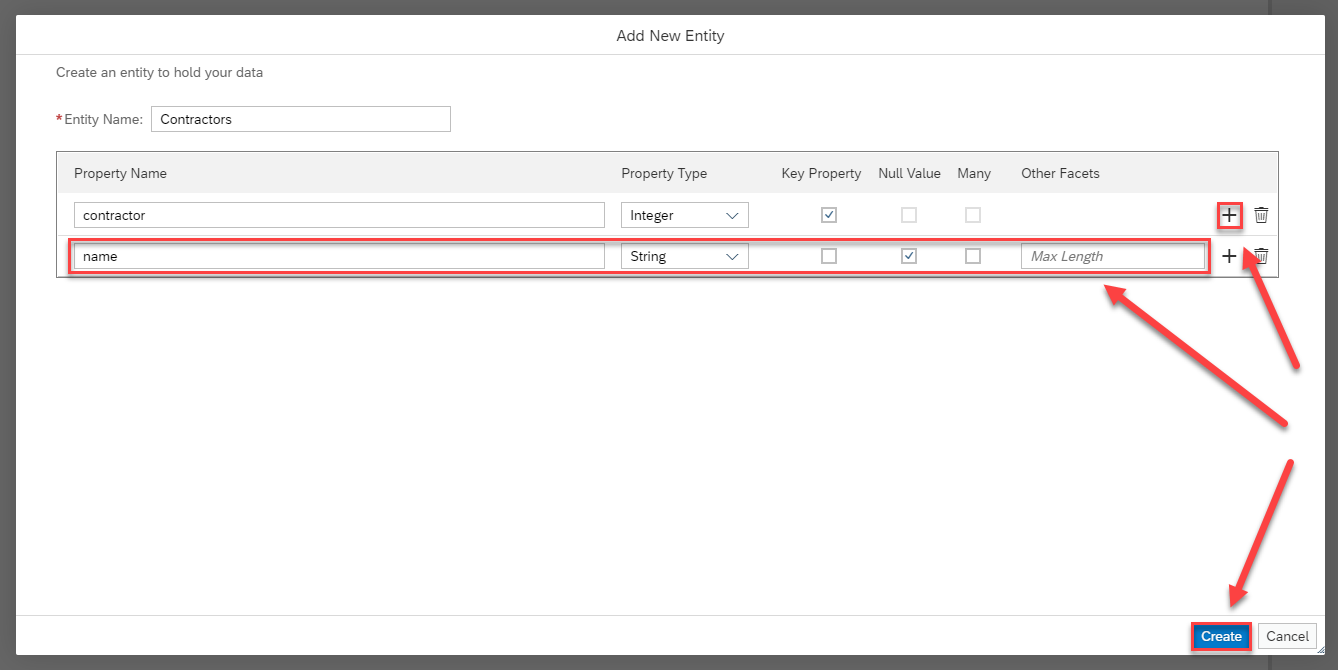 Add New Entity
Create an entity to hold your data
*Entity Name: Contractors
Property Name Property Type Key Property Null Value Many Other Facets
contractor Integer
name String Max Length
Create Cancel